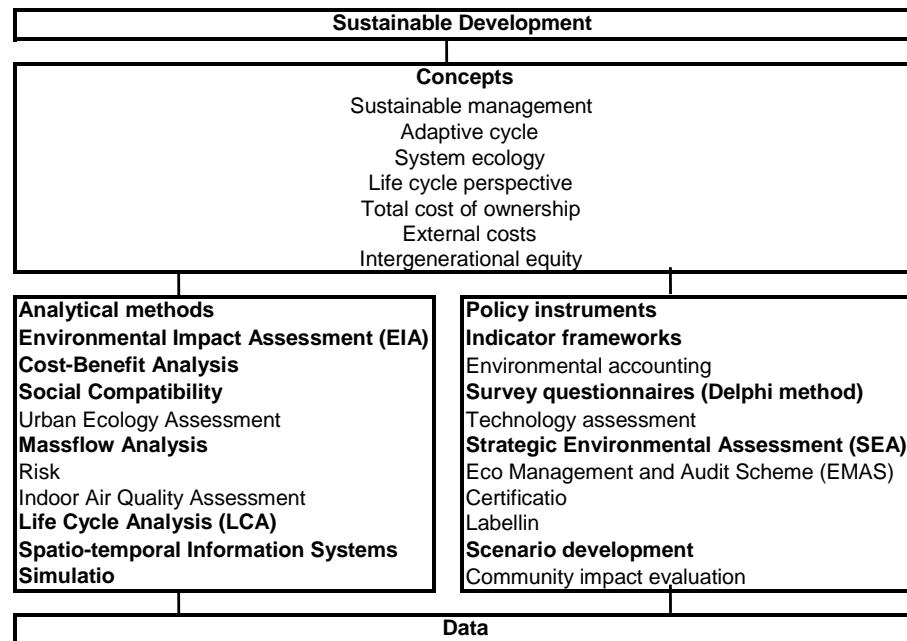 Sustainable Development
Concepts
Sustainable management
Adaptive cycle
System ecology
Life cycle perspective
Total cost of ownership
External costs
Intergenerational equity
Analytical methods
Environmental Impact Assessment (EIA)
Cost-Benefit Analysis
Social Compatibility
Urban Ecology Assessment
Massflow Analysis
Risk
Indoor Air Quality Assessment
Life Cycle Analysis (LCA)
Spatio-temporal Information Systems
Simulatio
Policy instruments
Indicator frameworks
Environmental accounting
Survey questionnaires (Delphi method)
Technology assessment
Strategic Environmental Assessment (SEA)
Eco Management and Audit Scheme (EMAS)
Certificatio
Labellin
Scenario development
Community impact evaluation
Data